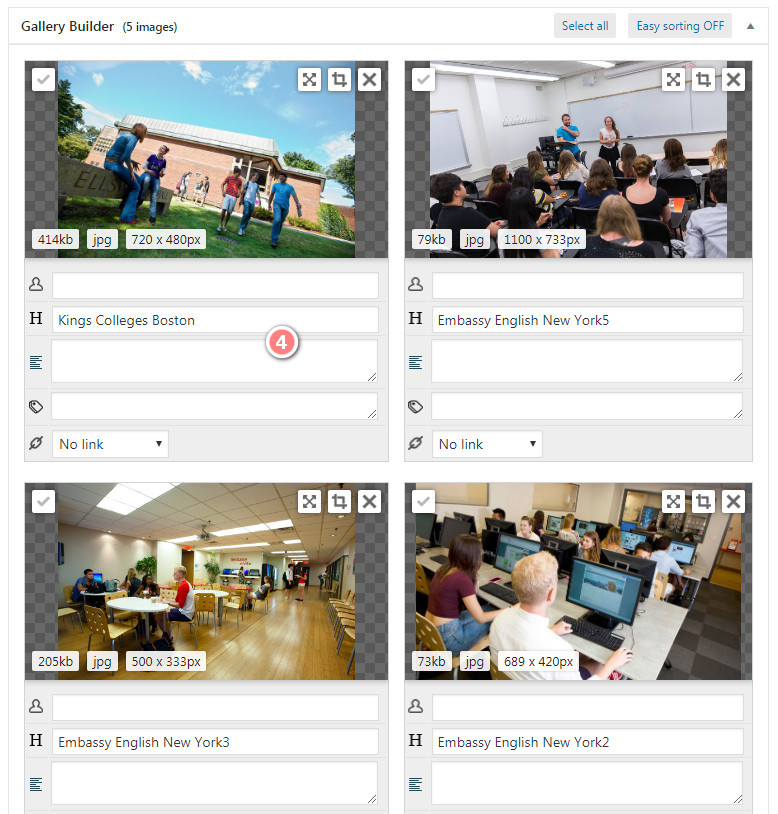 Gallery Builder (5 images)
Select all
Easy sorting OFF
ELLS
414kb jpg 720 x 480px
79kb jpg 1100 x 733px
H Kings Colleges Boston
H Embassy English New York5
4
No link
No link
205kb jpg 500 x 333px
73kb jpg 689 x 420px
H Embassy English New York3
H Embassy English New York2